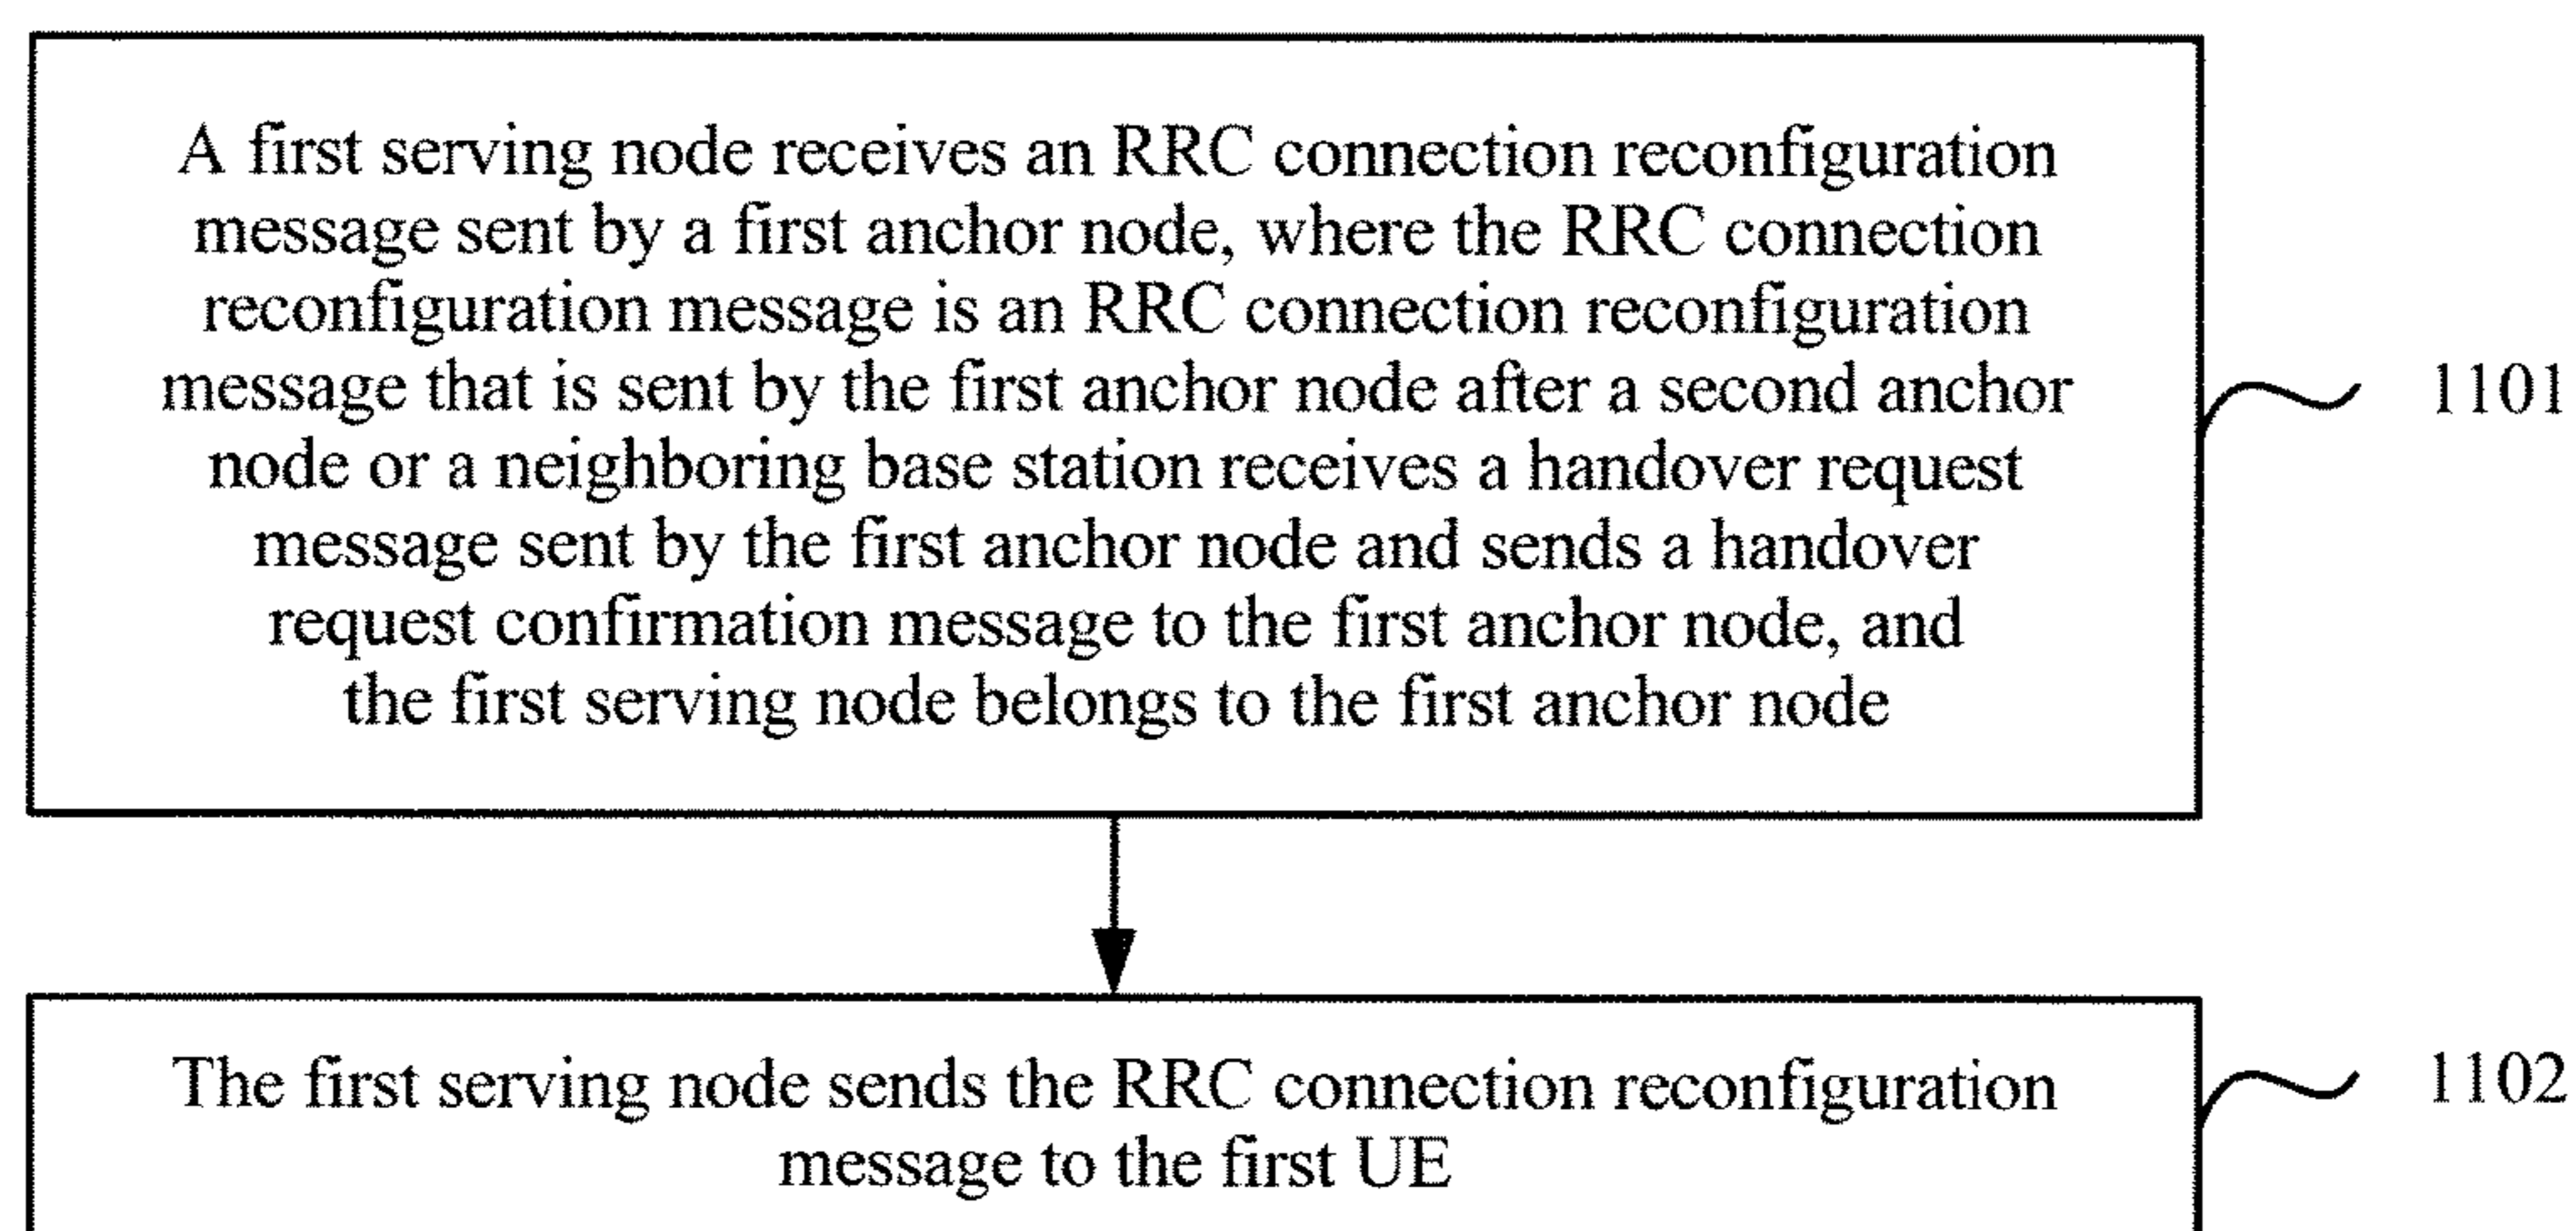 A first serving node receives an RRC connection reconfiguration
message sent by a first anchor node, where the RRC connection
reconfiguration message is an RRC connection reconfiguration
message that is sent by the first anchor node after a second anchor
node or a neighboring base station receives a handover request
message sent by the first anchor node and sends a handover
request confirmation message to the first anchor node, and
the first serving node belongs to the first anchor node
1101
The first serving node sends the RRC connection reconfiguration
message to the first UE
1102